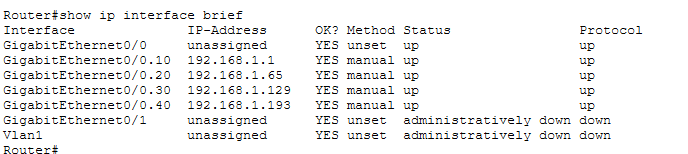 Router#show ip interface brief
Interface IP-Address OK? Method Status Protocol
GigabitEthernet0/0 unassigned YES unset up up
GigabitEthernet0/0.10 192.168.1.1 YES manual up up
GigabitEthernet0/0.20 192.168.1.65 YES manual up up
GigabitEthernet0/0.30 192.168.1.129 YES manual up up
GigabitEthernet0/0.40 192.168.1.193 YES manual up up
GigabitEthernet0/1 unassigned YES unset administratively down down
Vlan1 unassigned YES unset administratively down down
Router#